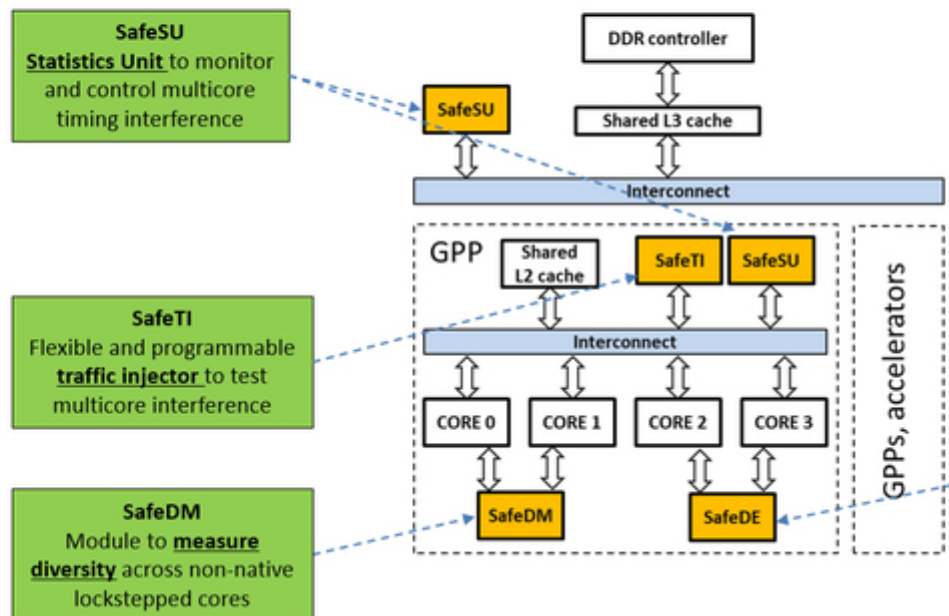 SafeSU
Statistics Unit to monitor
and control multicore
timing interference
DDR controller
SafeSU
Shared L3 cache
Interconnect
GPP
Shared
L2 cache
SafeTI
SafeSU
GPPs, accelerators
SafeTI
Flexible and programmable
traffic injector to test
multicore interference
Interconnect
CORE 0
CORE 1
CORE 2
CORE 3
SafeDM
SafeDE
SafeDM
Module to measure
diversity across non-native
lockstepped cores